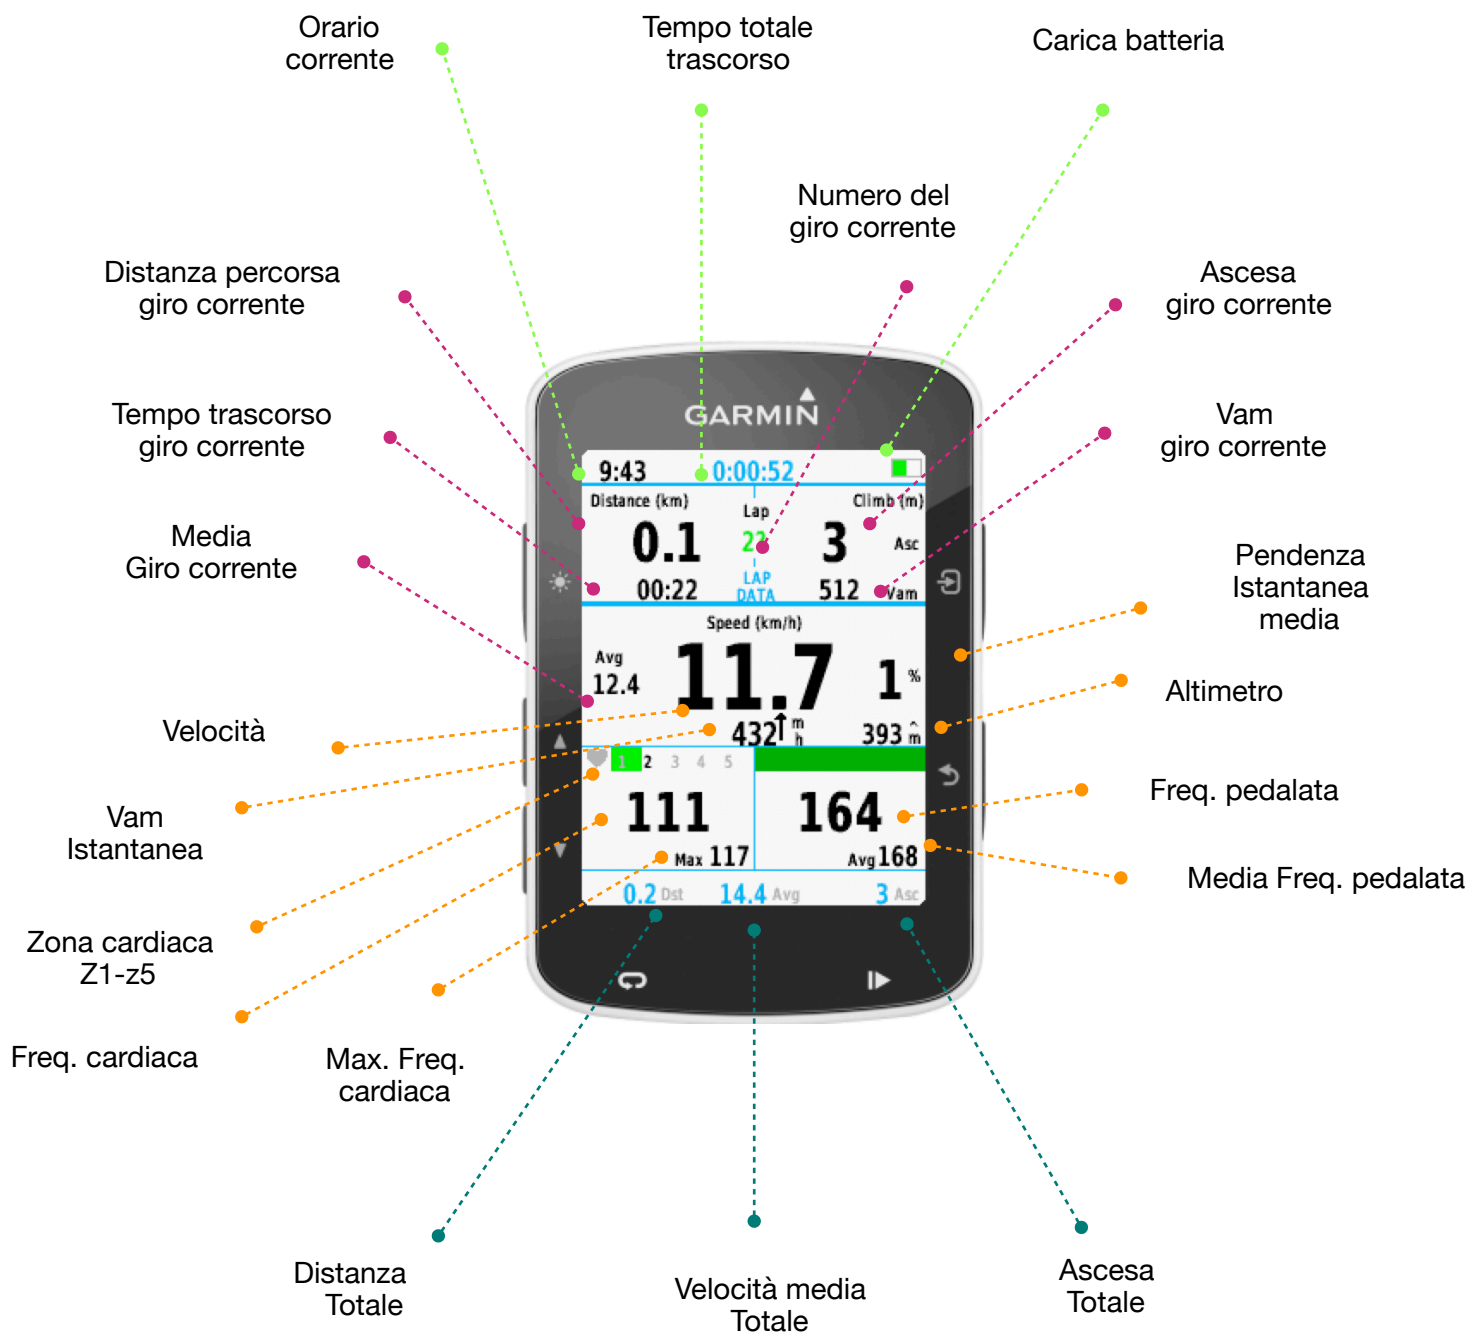 Orario
corrente
Tempo totale
trascorso
Carica batteria
Numero del
giro corrente
Distanza percorsa
giro corrente
Ascesa
giro corrente
Tempo trascorso
giro corrente
Vam
giro corrente
Media
Giro corrente
Pendenza
Istantanea
media
Altimetro
Velocità
Vam
Istantanea
Freq. pedalata
Media Freq. pedalata
Zona cardiaca
Z1-z5
Freq. cardiaca
Max. Freq.
cardiaca
Distanza
Totale
Velocità media
Totale
Ascesa
Totale
GARMIN
9:43 0:00:52
Distance (km) Lap Climb (m)
0.1 3 Asc
00:22 LAP DATA 512 Vam
Speed (km/h)
Avg
12.4 11.7 1 %
432 m h 393 m
1 2 3 4 5
111 164
Max 117 Avg 168
0.2 Dst 14.4 Avg 3 Asc